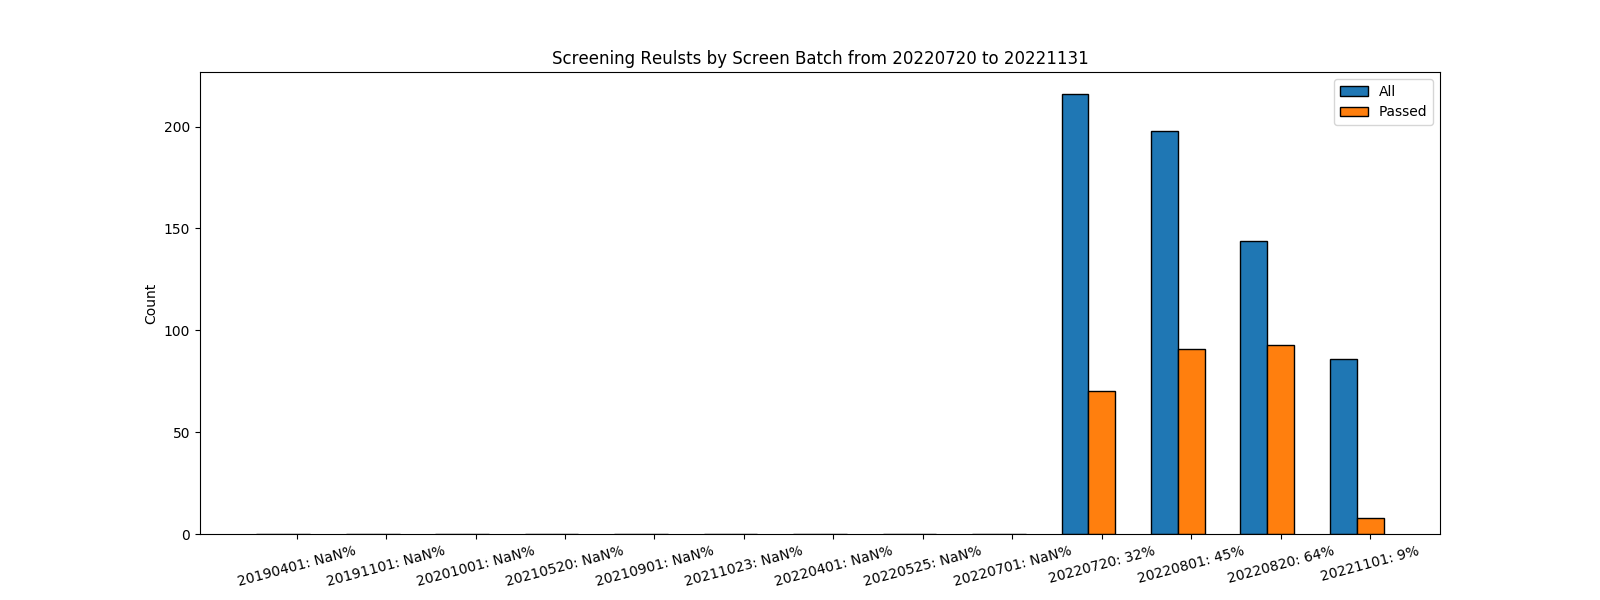 Screening Reulsts by Screen Batch from 20220720 to 20221131
All
Passed
200
150
100
50
0
Count
20190401: NaN%
20191101: NaN%
20201001: NaN%
20210520: NaN%
20210901: NaN%
20211023: NaN%
20220401: NaN%
20220525: NaN%
20220701: NaN%
20220720: 32%
20220801: 45%
20220820: 64%
20221101: 9%